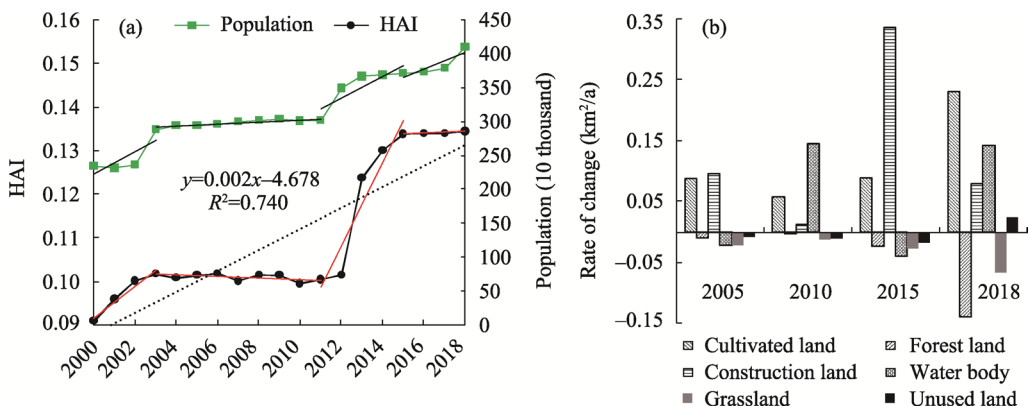 (a)
Population
HAI
0.16
0.15
0.14
0.13
0.12
0.11
0.10
0.10
0.09
HAI
y=0.002x–4.678
R²=0.740
450
400
350
300
250
200
150
100
50
0
Population (10 thousand)
2000
2002
2004
2006
2008
2010
2012
2014
2016
2018
(b)
Rate of change (km²/a)
0.35
0.25
0.15
0.05
–0.05
–0.15
2005
2010
2015
2018
Cultivated land
Forest land
Construction land
Water body
Grassland
Unused land